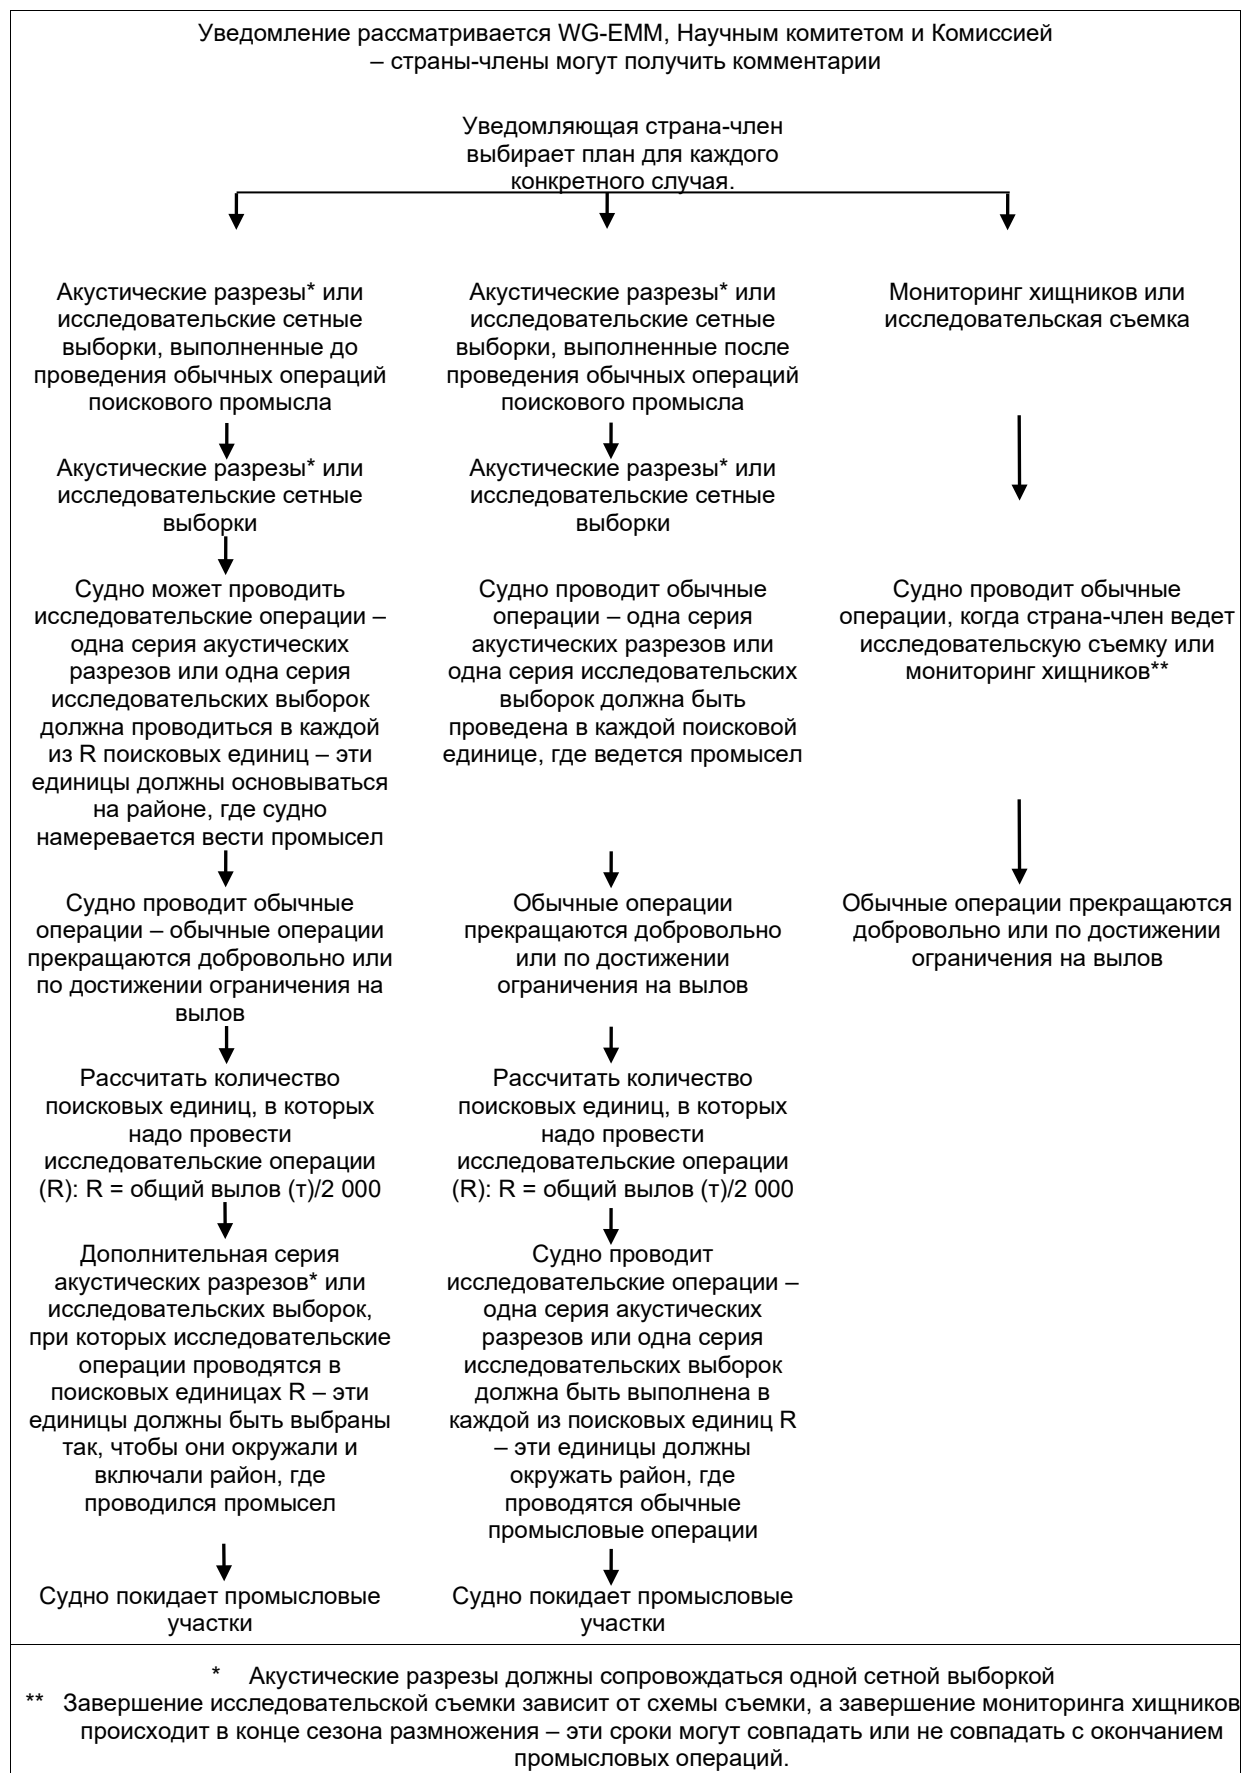 Уведомление рассматривается WG-EMM, Научным комитетом и Комиссией
– страны-члены могут получить комментарии
Уведомляющая страна-член
выбирает план для каждого
конкретного случая.
Акустические разрезы* или
исследовательские сетные
выборки, выполненные до
проведения обычных операций
поискового промысла
Акустические разрезы* или
исследовательские сетные
выборки
Судно может проводить
исследовательские операции –
одна серия акустических
разрезов или одна серия
исследовательских выборок
должна проводиться в каждой
из R поисковых единиц – эти
единицы должны основываться
на районе, где судно
намеревается вести промысел
Судно проводит обычные
операции – обычные операции
прекращаются добровольно или
по достижении ограничения на
вылов
Рассчитать количество
поисковых единиц, в которых
надо провести
исследовательские операции
(R): R = общий вылов (т)/2 000
Дополнительная серия
акустических разрезов* или
исследовательских выборок,
при которых исследовательские
операции проводятся в
поисковых единицах R – эти
единицы должны быть выбраны
так, чтобы они окружали и
включали район, где
проводился промысел
Судно покидает промысловые
участки
Акустические разрезы* или
исследовательские сетные
выборки, выполненные после
проведения обычных операций
поискового промысла
Акустические разрезы* или
исследовательские сетные
выборки
Судно проводит обычные
операции – одна серия
акустических разрезов или
одна серия исследовательских
выборок должна быть
проведена в каждой поисковой
единице, где ведется промысел
Обычные операции
прекращаются добровольно
или по достижении
ограничения на вылов
Рассчитать количество
поисковых единиц, в которых
надо провести
исследовательские операции
(R): R = общий вылов (т)/2 000
Судно проводит
исследовательские операции –
одна серия акустических
разрезов или одна серия
исследовательских выборок
должна быть выполнена в
каждой из поисковых единиц R
– эти единицы должны
окружать район, где
проводятся обычные
промысловые операции
Судно покидает промысловые
участки
Мониторинг хищников или
исследовательская съемка
Судно проводит обычные
операции, когда страна-член ведет
исследовательскую съемку или
мониторинг хищников**
Обычные операции прекращаются
добровольно или по достижении
ограничения на вылов
* Акустические разрезы должны сопровождаться одной сетной выборкой
** Завершение исследовательской съемки зависит от схемы съемки, а завершение мониторинга хищников
происходит в конце сезона размножения – эти сроки могут совпадать или не совпадать с окончанием
промысловых операций.